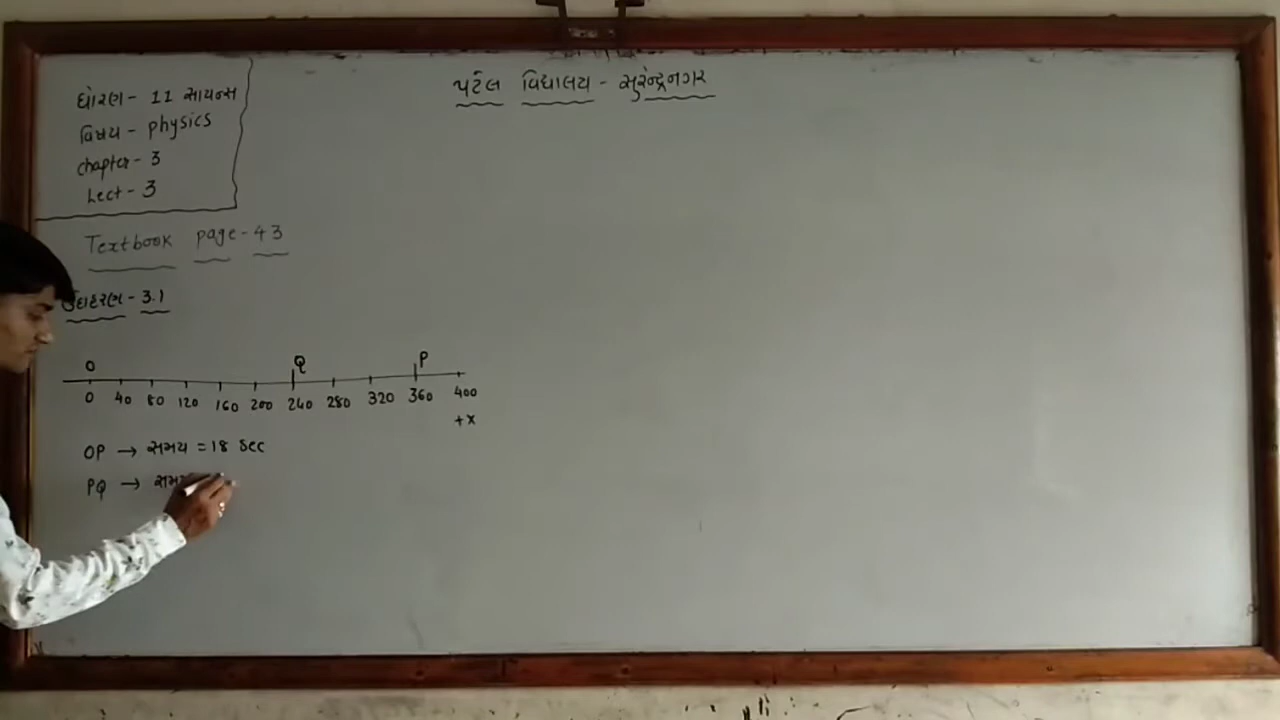 પટેલ વિદ્યાલય - સુરેન્દ્રનગર
ધોરણ - 11 સાયન્સ
વિષય - physics
chapter - 3
Lect - 3
Textbook page - 43
ઉદાહરણ - 3.1
O Q P
0 40 80 120 160 200 240 280 320 360 400
+x
OP → સમય = 18 Sec
PQ → સમ